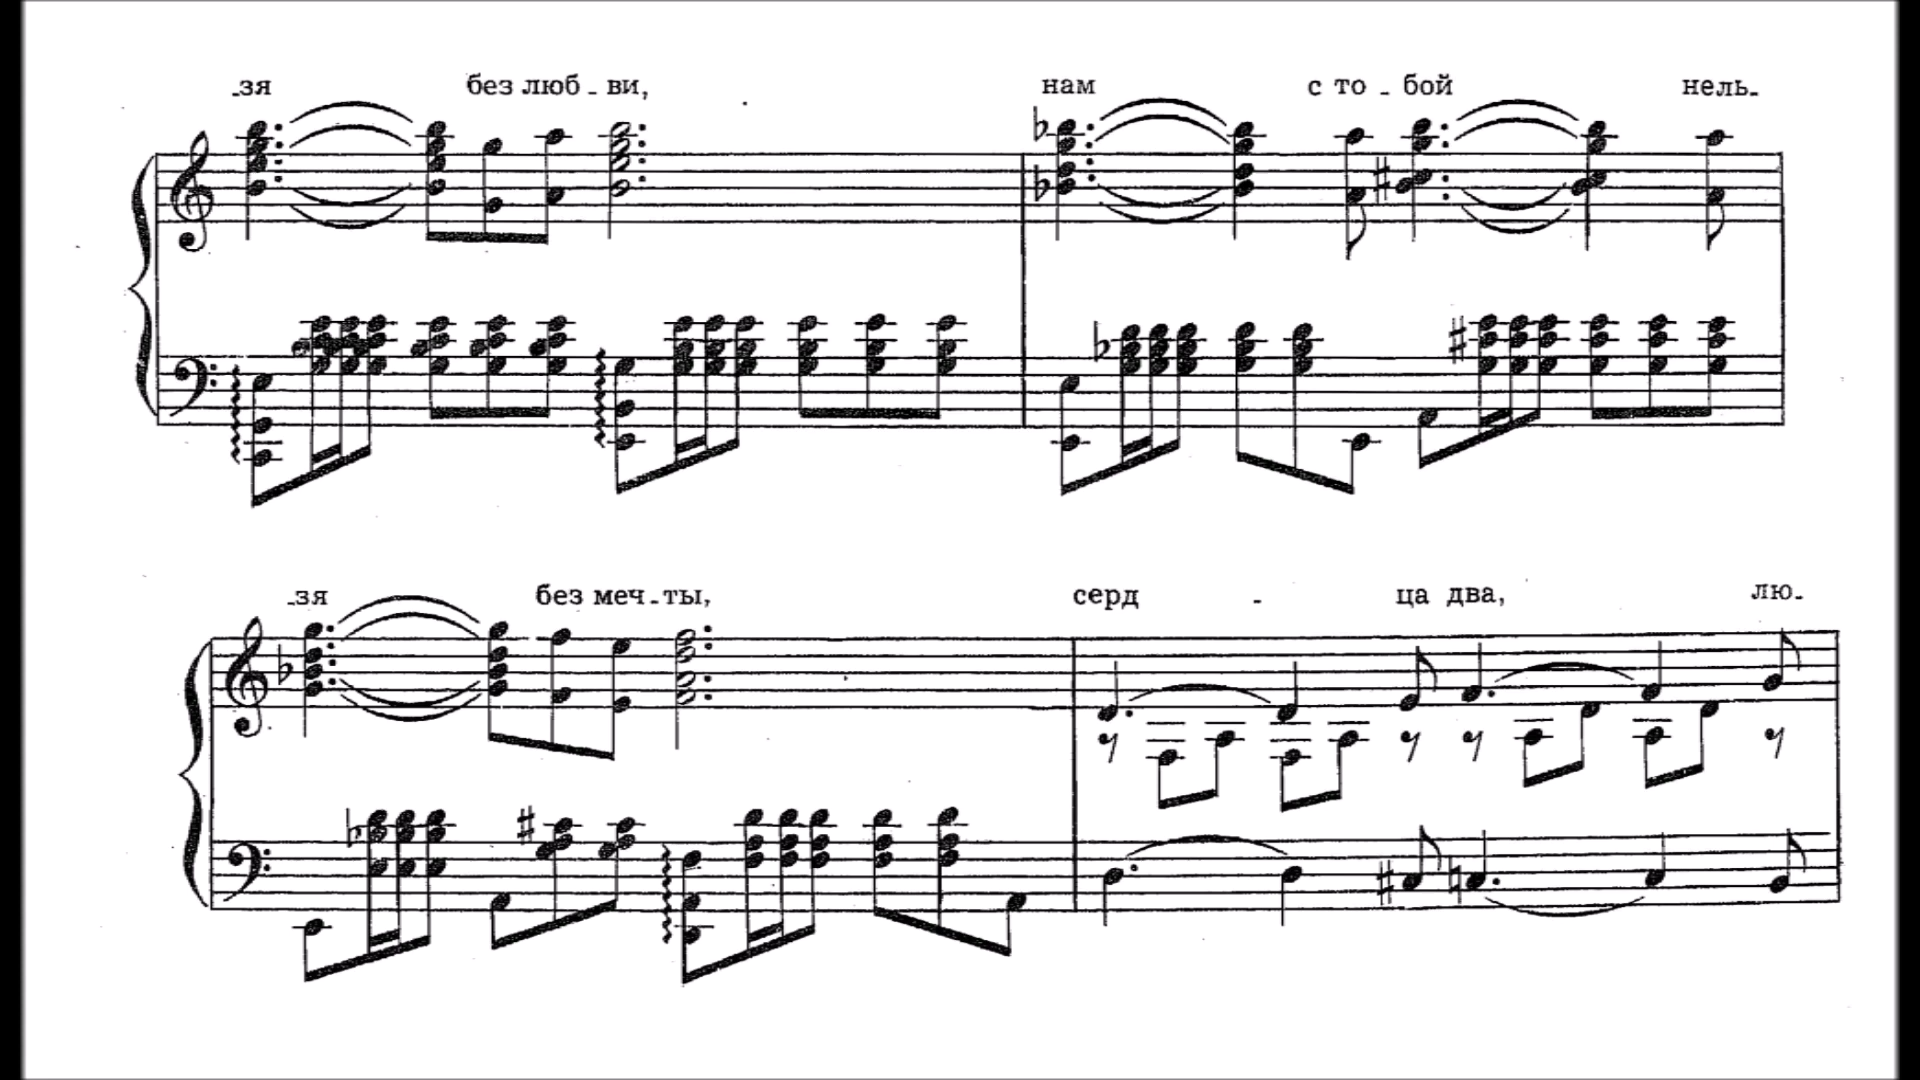 -зя без люб - ви, нам с то - бой нель-
-зя без меч-ты, серд - ца два, лю-